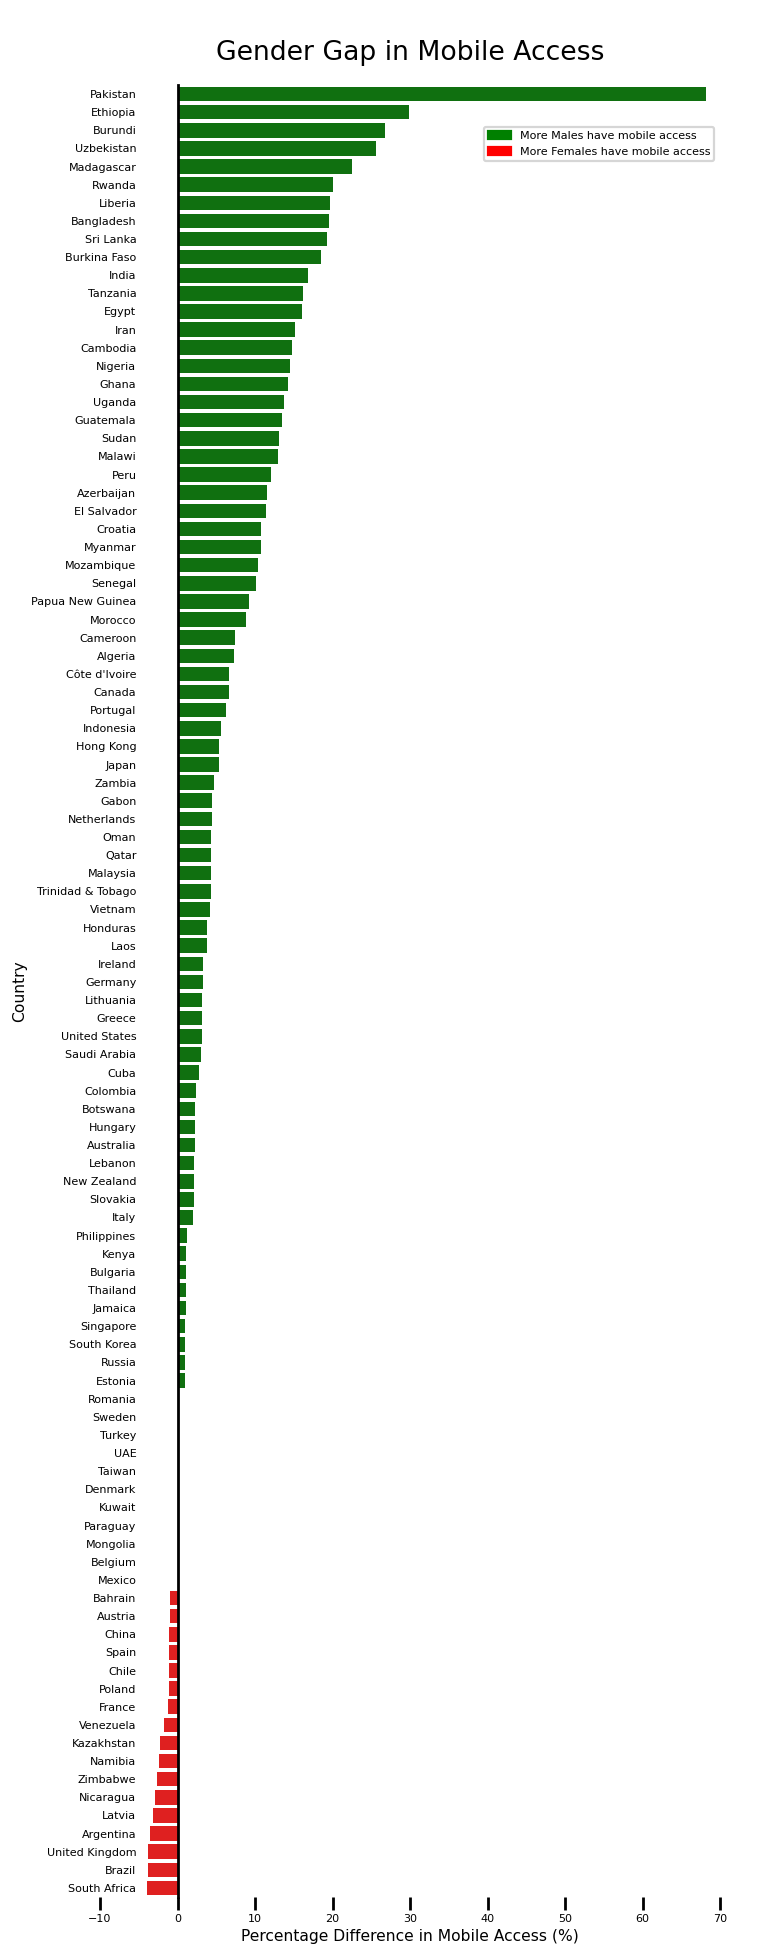 Gender Gap in Mobile Access
Pakistan
Ethiopia
Burundi
More Males have mobile access
Uzbekistan
More Females have mobile access
Madagascar
Rwanda
Liberia
Bangladesh
Sri Lanka
Burkina Faso
India
Tanzania
Egypt
Iran
Cambodia
Nigeria
Ghana
Uganda
Guatemala
Sudan
Malawi
Peru
Azerbaijan
El Salvador
Croatia
Myanmar
Mozambique
Senegal
Papua New Guinea
Morocco
Cameroon
Algeria
Côte d'Ivoire
Canada
Portugal
Indonesia
Hong Kong
Japan
Zambia
Gabon
Netherlands
Oman
Qatar
Malaysia
Trinidad & Tobago
Vietnam
Honduras
Laos
Ireland
Germany
Country
Lithuania
Greece
United States
Saudi Arabia
Cuba
Colombia
Botswana
Hungary
Australia
Lebanon
New Zealand
Slovakia
Italy
Philippines
Kenya
Bulgaria
Thailand
Jamaica
Singapore
South Korea
Russia
Estonia
Romania
Sweden
Turkey
UAE
Taiwan
Denmark
Kuwait
Paraguay
Mongolia
Belgium
Mexico
Bahrain
Austria
China
Spain
Chile
Poland
France
Venezuela
Kazakhstan
Namibia
Zimbabwe
Nicaragua
Latvia
Argentina
United Kingdom
Brazil
South Africa
−10 0 10 20 30 40 50 60 70
Percentage Difference in Mobile Access (%)